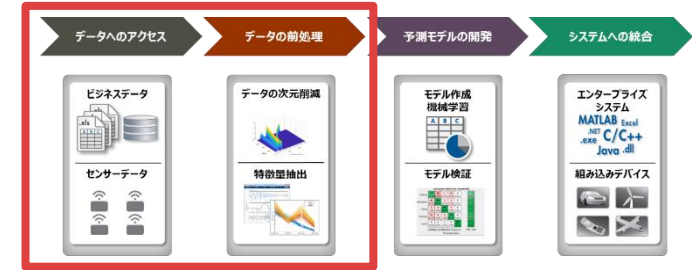 データへのアクセス
データの前処理
予測モデルの開発
システムへの統合
ビジネスデータ
.xls
センサーデータ
データの次元削減
特徴量抽出
モデル作成
機械学習
A B C
モデル検証
エンタープライズ
システム
MATLAB Excel
.NET C/C++
.exe
Java .dll
組み込みデバイス